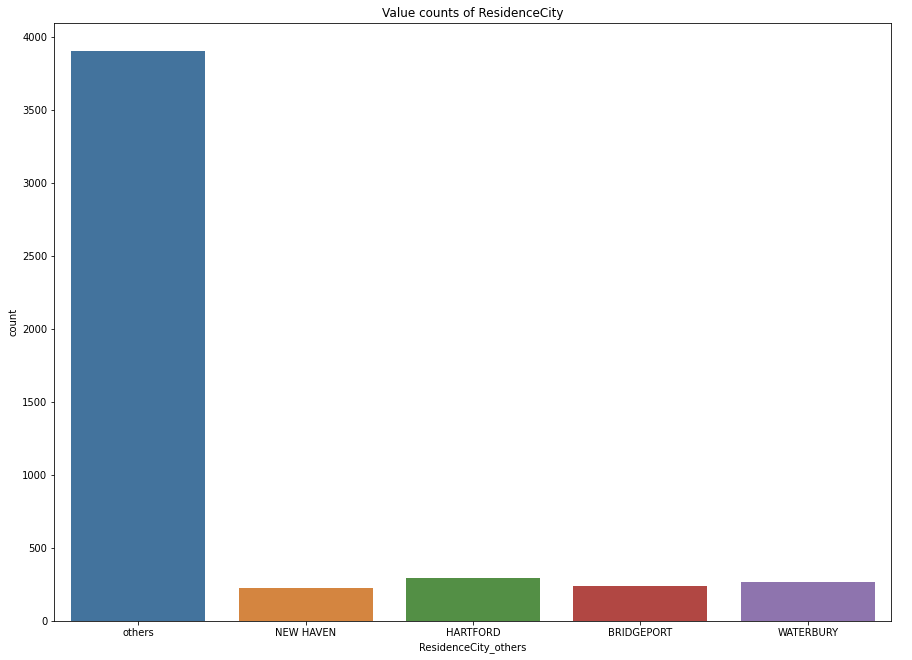 Value counts of ResidenceCity
4000
3500
3000
2500
2000
1500
1000
500
0
count
others NEW HAVEN HARTFORD BRIDGEPORT WATERBURY
ResidenceCity_others